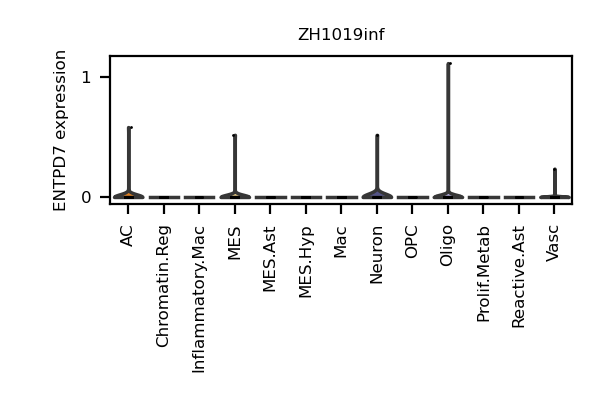 ZH1019inf
ENTPD7 expression
1
0
AC
Chromatin.Reg
Inflammatory.Mac
MES
MES.Ast
MES.Hyp
Mac
Neuron
OPC
Oligo
Prolif.Metab
Reactive.Ast
Vasc